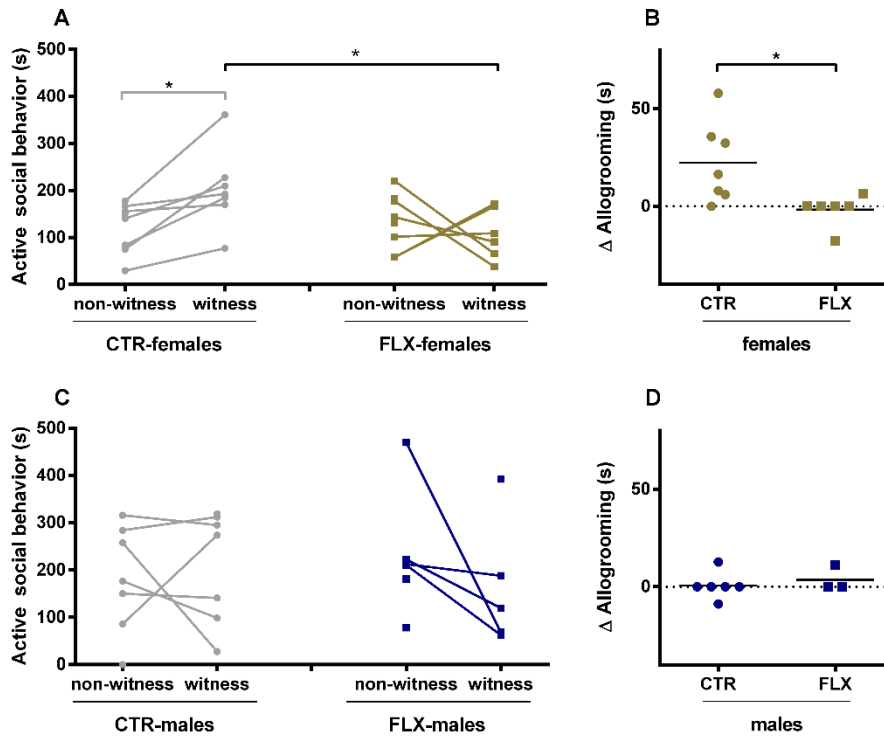 A
Active social behavior (s)
500
400
300
200
100
0
*
*
non-witness witness
non-witness witness
CTR-females
FLX-females
B
Δ Allogrooming (s)
50
0
*
CTR FLX
females
C
Active social behavior (s)
500
400
300
200
100
0
non-witness witness
non-witness witness
CTR-males
FLX-males
D
Δ Allogrooming (s)
50
0
CTR FLX
males